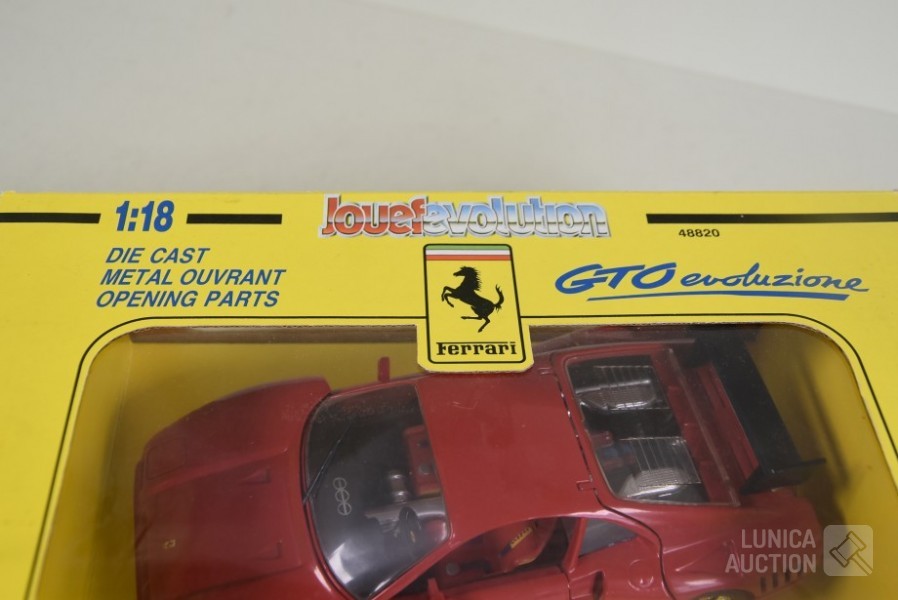 1:18
Jouef evolution
48820
DIE CAST
METAL OUVRANT
OPENING PARTS
GTO evoluzione
Ferrari
LUNICA
AUCTION